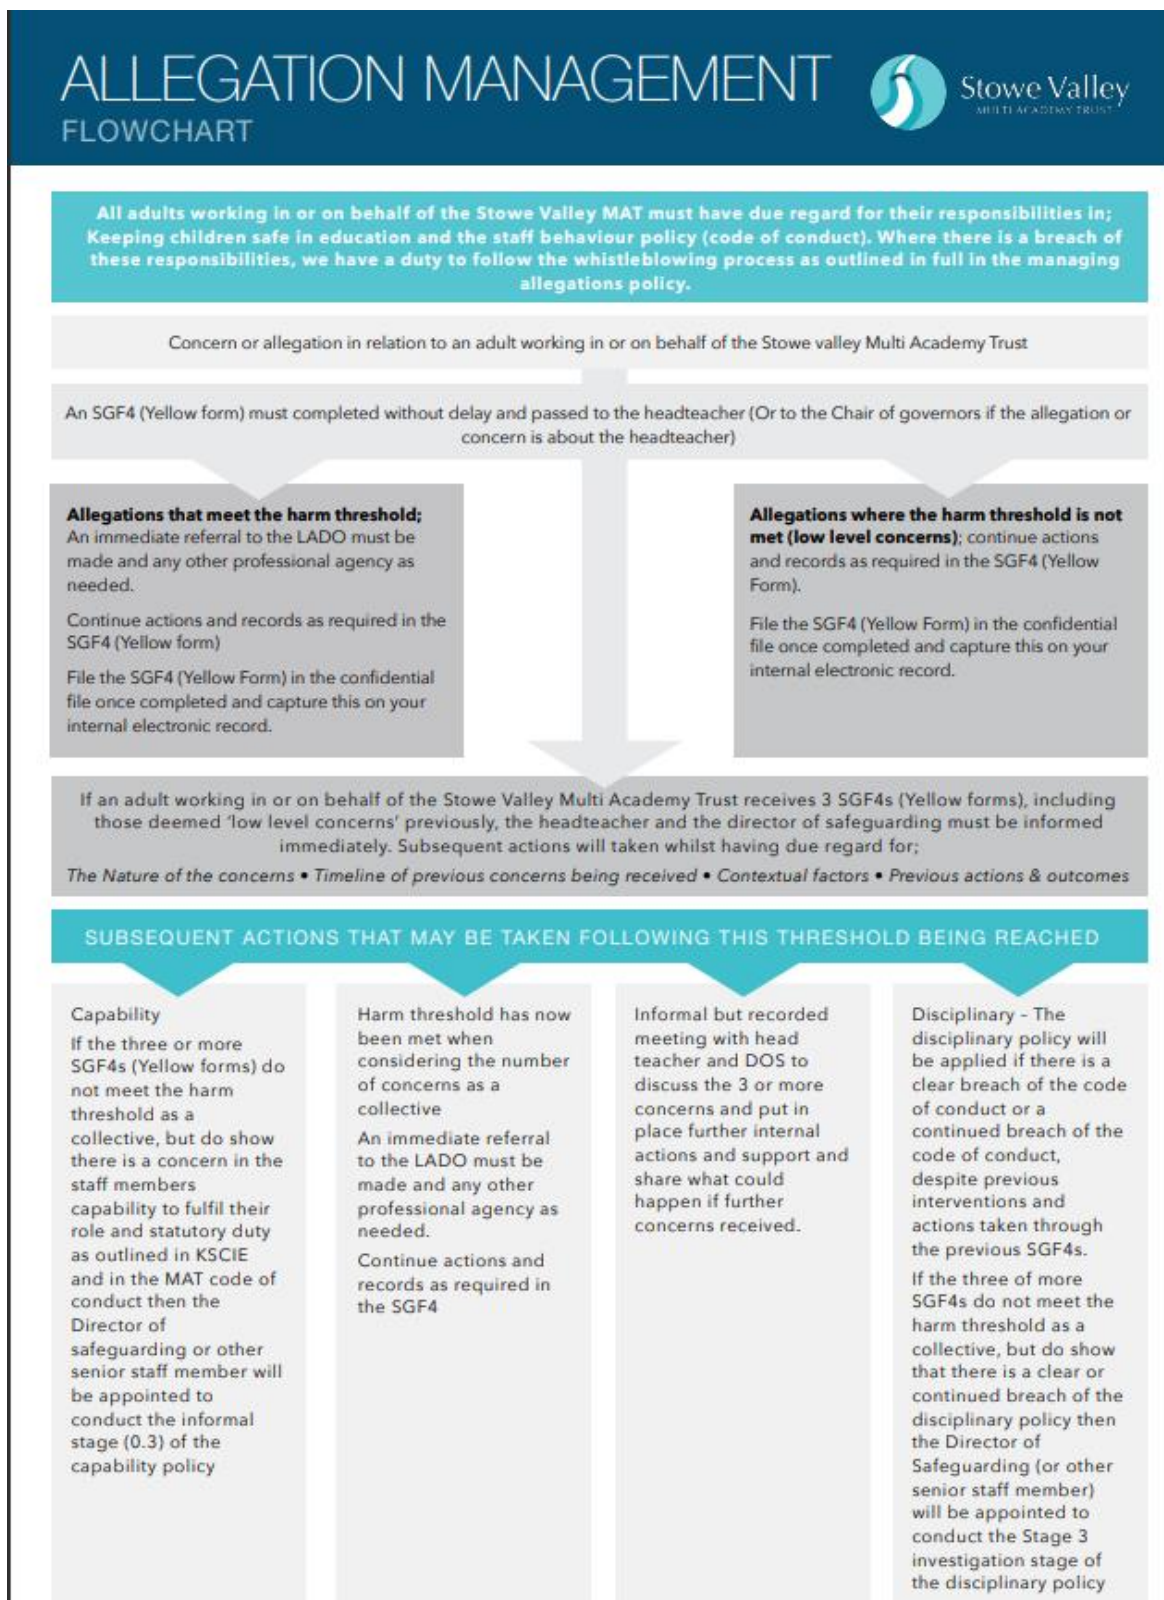 ALLEGATION MANAGEMENT
FLOWCHART
Stowe Valley
MULTI ACADEMY TRUST
All adults working in or on behalf of the Stowe Valley MAT must have due regard for their responsibilities in;
Keeping children safe in education and the staff behaviour policy (code of conduct). Where there is a breach of
these responsibilities, we have a duty to follow the whistleblowing process as outlined in full in the managing
allegations policy.
Concern or allegation in relation to an adult working in or on behalf of the Stowe valley Multi Academy Trust
An SGF4 (Yellow form) must completed without delay and passed to the headteacher (Or to the Chair of governors if the allegation or
concern is about the headteacher)
Allegations that meet the harm threshold;
An immediate referral to the LADO must be
made and any other professional agency as
needed.
Continue actions and records as required in the
SGF4 (Yellow form)
File the SGF4 (Yellow Form) in the confidential
file once completed and capture this on your
internal electronic record.
Allegations where the harm threshold is not
met (low level concerns); continue actions
and records as required in the SGF4 (Yellow
Form).
File the SGF4 (Yellow Form) in the confidential
file once completed and capture this on your
internal electronic record.
If an adult working in or on behalf of the Stowe Valley Multi Academy Trust receives 3 SGF4s (Yellow forms), including
those deemed ‘low level concerns’ previously, the headteacher and the director of safeguarding must be informed
immediately. Subsequent actions will taken whilst having due regard for;
The Nature of the concerns • Timeline of previous concerns being received • Contextual factors • Previous actions & outcomes
SUBSEQUENT ACTIONS THAT MAY BE TAKEN FOLLOWING THIS THRESHOLD BEING REACHED
Capability
If the three or more
SGF4s (Yellow forms) do
not meet the harm
threshold as a
collective, but do show
there is a concern in the
staff members
capability to fulfil their
role and statutory duty
as outlined in KSCIE
and in the MAT code of
conduct then the
Director of
safeguarding or other
senior staff member will
be appointed to
conduct the informal
stage (0.3) of the
capability policy
Harm threshold has now
been met when
considering the number
of concerns as a
collective
An immediate referral
to the LADO must be
made and any other
professional agency as
needed.
Continue actions and
records as required in
the SGF4
Informal but recorded
meeting with head
teacher and DOS to
discuss the 3 or more
concerns and put in
place further internal
actions and support and
share what could
happen if further
concerns received.
Disciplinary - The
disciplinary policy will
be applied if there is a
clear breach of the code
of conduct or a
continued breach of the
code of conduct,
despite previous
interventions and
actions taken through
the previous SGF4s.
If the three of more
SGF4s do not meet the
harm threshold as a
collective, but do show
that there is a clear or
continued breach of the
disciplinary policy then
the Director of
Safeguarding (or other
senior staff member)
will be appointed to
conduct the Stage 3
investigation stage of
the disciplinary policy